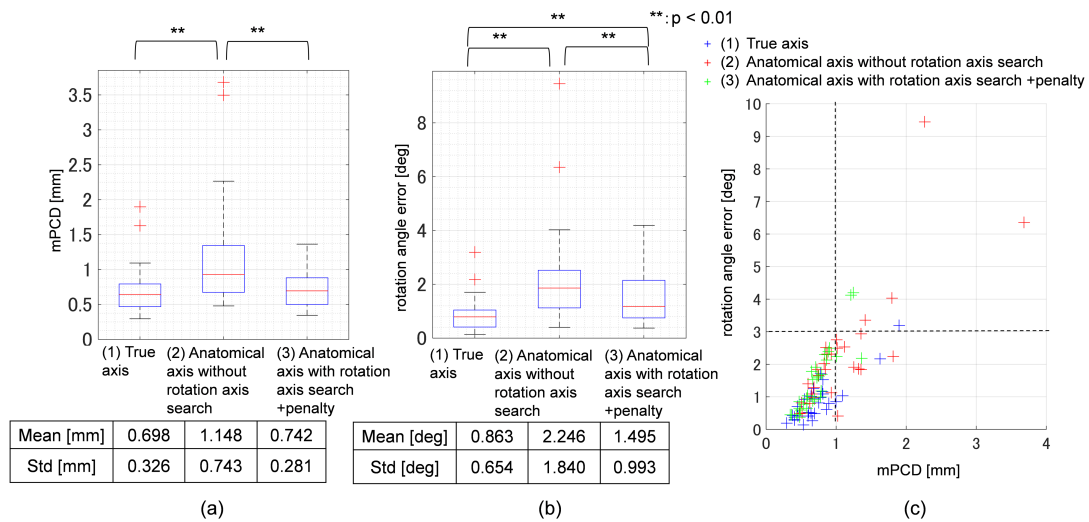 **
**
3.5
3
2.5
2
1.5
1
0.5
0
mPCD [mm]
(1) True
axis
(2) Anatomical
axis without
rotation axis
search
(3) Anatomical
axis with rotation
axis search
+penalty
Mean [mm] 0.698 1.148 0.742
Std [mm] 0.326 0.743 0.281
(a)
**
**
**
8
6
4
2
0
rotation angle error [deg]
(1) True
axis
(2) Anatomical
axis without
rotation axis
search
(3) Anatomical
axis with rotation
axis search
+penalty
Mean [deg] 0.863 2.246 1.495
Std [deg] 0.654 1.840 0.993
(b)
**: p < 0.01
(1) True axis
(2) Anatomical axis without rotation axis search
(3) Anatomical axis with rotation axis search +penalty
10
9
8
7
6
5
4
3
2
1
0
rotation angle error [deg]
0 1 2 3 4
mPCD [mm]
(c)